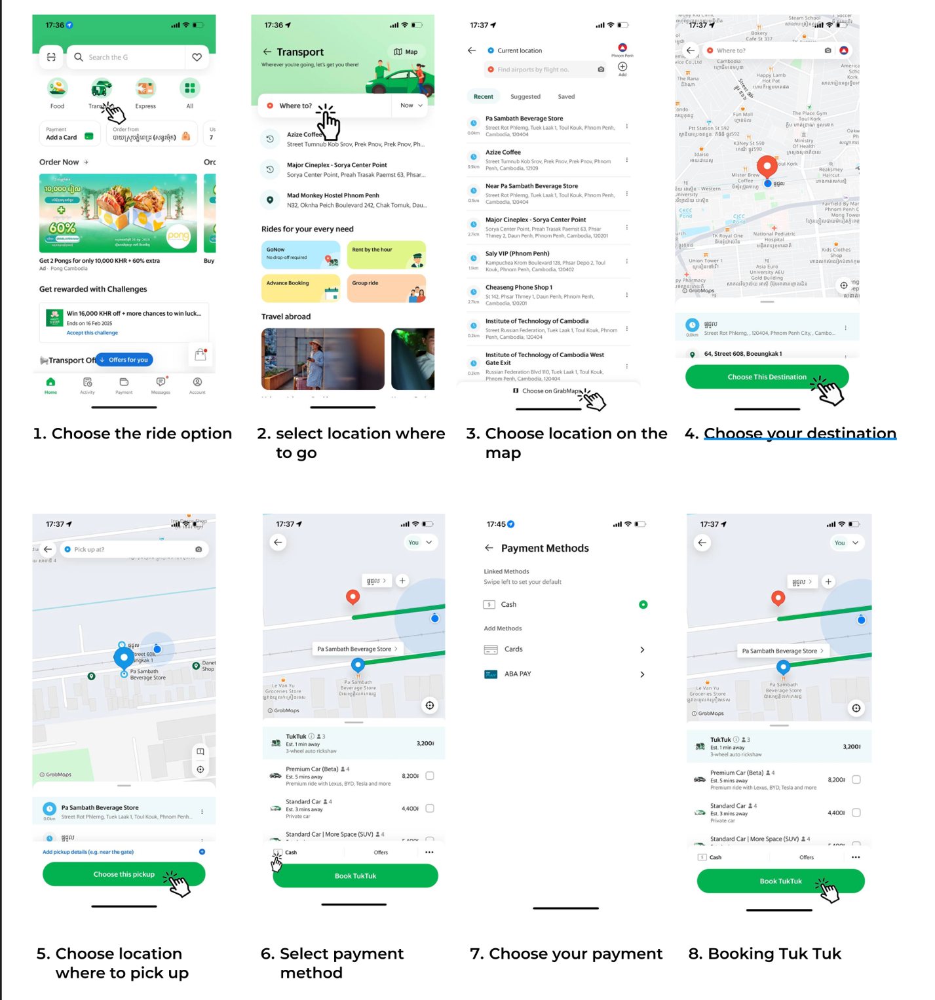 17:36
Search the G
Food
Express
All
Payment
Add a Card
Order from
បាយស្រូបភ្នំពេជ្រ (សន្ធរម៉ុក)
Us
7
Order Now →
Orc
10,000 រៀល
60%
pong
Get 2 Pongs for only 10,000 KHR + 60% extra
Ad · Pong Cambodia
Buy
Get rewarded with Challenges
Win 16,000 KHR off + more chances to win luck...
Ends on 16 Feb 2025
Accept this challenge
Transport Off
Offers for you
Home
Activity
Payment
Messages
Account
1. Choose the ride option
17:36
Transport
Map
Wherever you're going, let's get you there!
Where to?
Now
Azize Coffee
Street Tumnub Kob Srov, Prek Pnov, Prek Pnov, Ph...
Major Cineplex - Sorya Center Point
Sorya Center Point, Preah Trasak Paemst 63, Phsar...
Mad Monkey Hostel Phnom Penh
N32, Oknha Peich Boulevard 242, Chak Tomuk, Dau...
Rides for your every need
GoNow
No drop-off required
Rent by the hour
Advance Booking
Group ride
Travel abroad
2. select location where
to go
17:37
Current location
Phnom Penh
Find airports by flight no.
Add
Recent
Suggested
Saved
Pa Sambath Beverage Store
Street Rot Phlerng, Tuek Laak 1, Toul Kouk, Phnom Penh,
Cambodia, 120404
0.0km
Azize Coffee
Street Tumnub Kob Srov, Prek Pnov, Prek Pnov, Phnom
Penh, Cambodia, 12109
9.9km
Near Pa Sambath Beverage Store
Street Rot Phlerng, Tuek Laak 1, Toul Kouk, Phnom Penh,
Cambodia, 120404
Major Cineplex - Sorya Center Point
Sorya Center Point, Preah Trasak Paemst 63, Phsar
Thmey 2, Daun Penh, Phnom Penh, Cambodia, 120201
2.7km
Saly VIP (Phnom Penh)
Kampuchea Krom Boulevard 128, Phsar Depo 2, Toul
Kouk, Phnom Penh, Cambodia, 120402
Cheaseng Phone Shop 1
St 142, Phsar Thmey 1, Daun Penh, Phnom Penh,
Cambodia, 120201
2.7km
Institute of Technology of Cambodia
Street Russian Federation, Tuek Laak 1, Toul Kouk, Phnom
Penh, Cambodia, 120404
0.2km
Institute of Technology of Cambodia West
Gate Exit
Russian Federation Blvd 110, Tuek Laak 1, Toul Kouk,
Phnom Penh, Cambodia, 120404
0.2km
Choose on GrabMaps
3. Choose location on the
map
17:37
Steam School
Bakery
Cafe St 337
Where to?
Cambodia
The Rana
Happy Lamb
Hot Pot
Street 566
Fun Mall
The Place Gym
Toul Kork
Ptt Station St 592
K3Ney St 590
Ministry
Of Health
Idaiso
Toul Kork
Reaksmey
Haircut
Mister Brew
Coffee
ផ្លូវ
Western
University
CKCC
Pond
CJCC
Pond
Fairfield By Mar
Phnom Penh C
Mong Tower
TK Royal One
National Pediatric
Hospital
Kids Clothes
Shop
Union Tower 1
Asia Euro
University AEU
Gold Building
Pharmacy
GrabMaps
0.0km
Street Rot Phlerng, , 120404, Phnom Penh City, , Cambo...
64, Street 608, Boeungkak 1
Choose This Destination
4. Choose your destination
17:37
Pick up at?
Pa Sambath
Beverage Store
Danet
Shop
GrabMaps
Pa Sambath Beverage Store
Street Rot Phlerng, Tuek Laak 1, Toul Kouk, Phnom Penh...
0.0km
Add pickup details (e.g. near the gate)
Choose this pickup
5. Choose location
where to pick up
17:37
You
Pa Sambath Beverage Store
Le Van Yu
Groceries Store
Pa Sambath
Beverage Store
GrabMaps
TukTuk 3
Est. 1 min away
3-wheel auto rickshaw
3,200៛
Premium Car (Beta) 4
Est. 5 mins away
Premium ride with Lexus, BYD, Tesla and more
8,200៛
Standard Car 4
Est. 3 mins away
Private car
4,400៛
Standard Car | More Space (SUV) 4
Cash
Offers
Book TukTuk
6. Select payment
method
17:45
Payment Methods
Linked Methods
Swipe left to set your default
Cash
Add Methods
Cards
ABA PAY
7. Choose your payment
17:37
You
Pa Sambath Beverage Store
Le Van Yu
Groceries Store
Pa Sambath
Beverage Store
GrabMaps
TukTuk 3
Est. 1 min away
3-wheel auto rickshaw
3,200៛
Premium Car (Beta) 4
Est. 5 mins away
Premium ride with Lexus, BYD, Tesla and more
8,200៛
Standard Car 4
Est. 3 mins away
Private car
4,400៛
Standard Car | More Space (SUV) 4
Cash
Offers
Book TukTuk
8. Booking Tuk Tuk